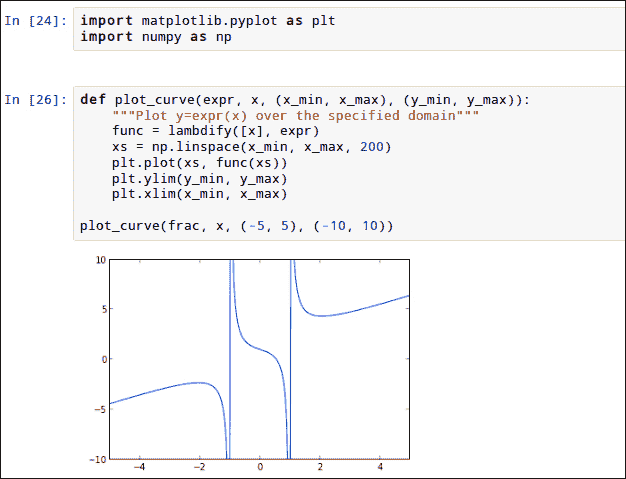 In [24]: import matplotlib.pyplot as plt
import numpy as np
In [26]: def plot_curve(expr, x, (x_min, x_max), (y_min, y_max)):
"""Plot y=expr(x) over the specified domain"""
func = lambdify([x], expr)
xs = np.linspace(x_min, x_max, 200)
plt.plot(xs, func(xs))
plt.ylim(y_min, y_max)
plt.xlim(x_min, x_max)
plot_curve(frac, x, (-5, 5), (-10, 10))
10
5
0
−5
−10
−4 −2 0 2 4